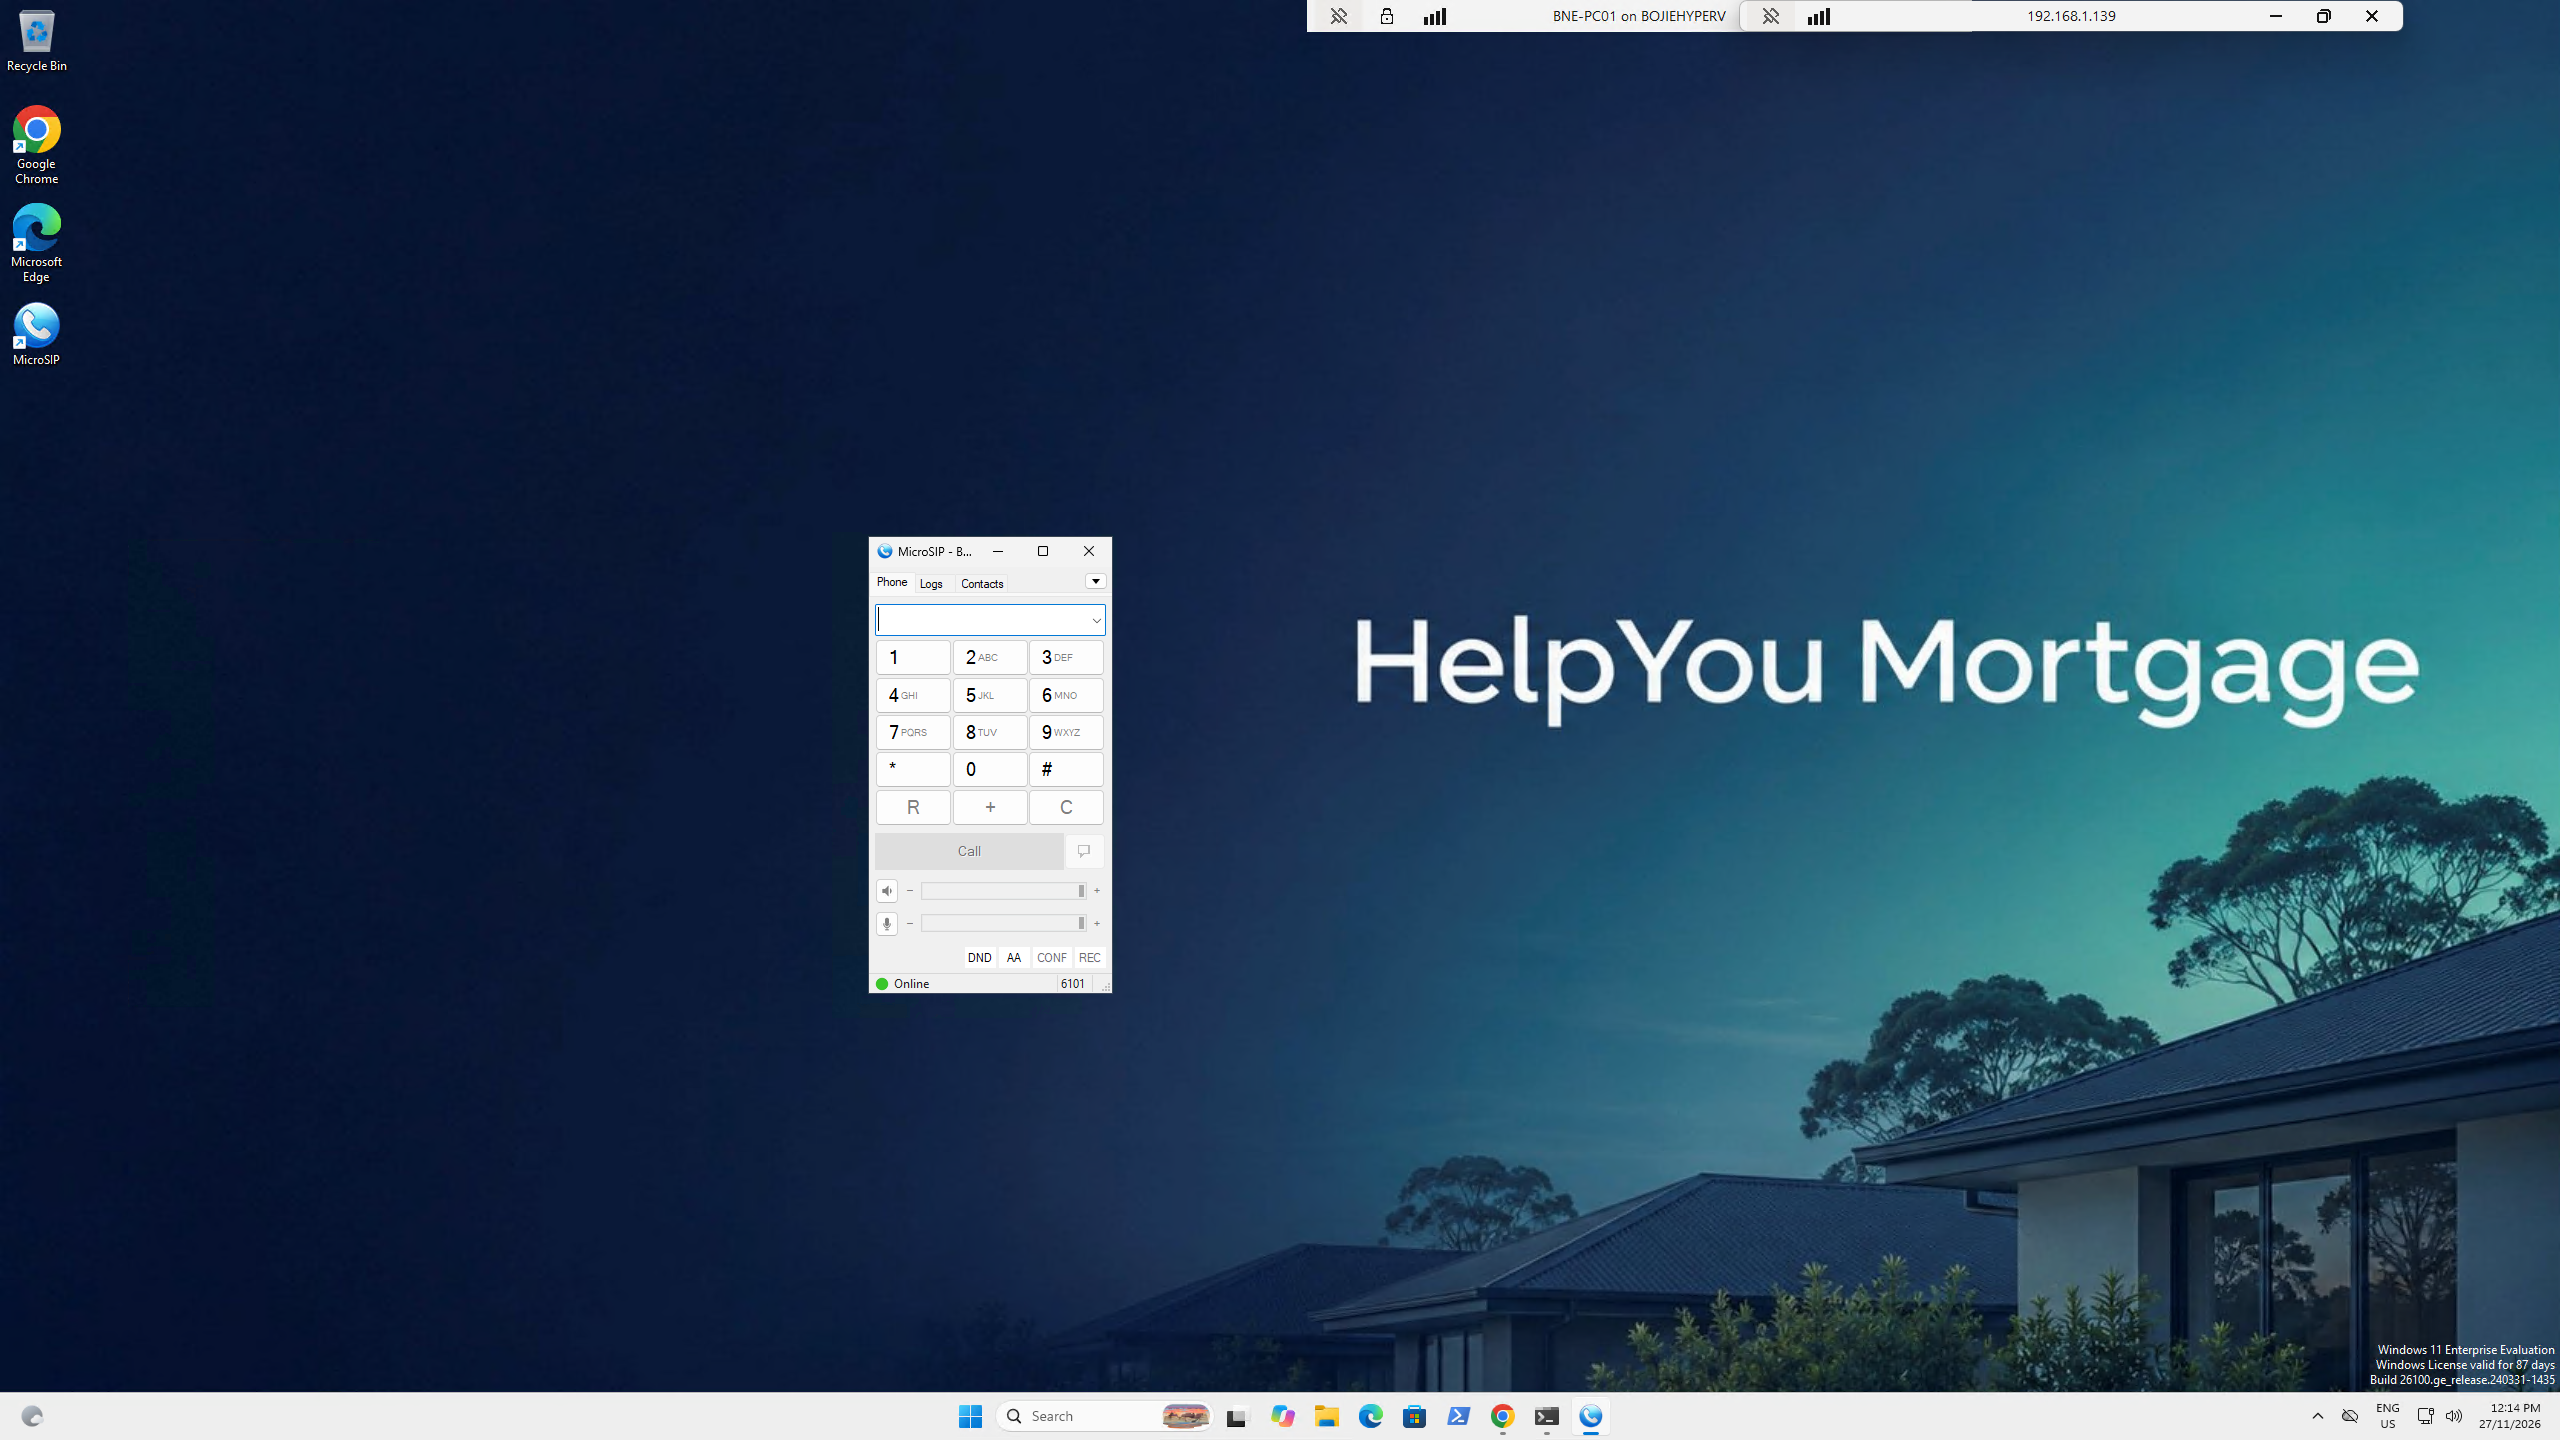 BNE-PC01 on BOJIEHYPERV
192.168.1.139
Recycle Bin
Google
Chrome
Microsoft
Edge
MicroSIP
MicroSIP - B...
Phone
Logs
Contacts
1
2 ABC
3 DEF
4 GHI
5 JKL
6 MNO
7 PQRS
8 TUV
9 WXYZ
*
0
#
R
+
C
Call
- +
- +
DND
AA
CONF
REC
Online
6101
HelpYou Mortgage
Windows 11 Enterprise Evaluation
Windows License valid for 87 days
Build 26100.ge_release.240331-1435
Search
ENG
US
12:14 PM
27/11/2026